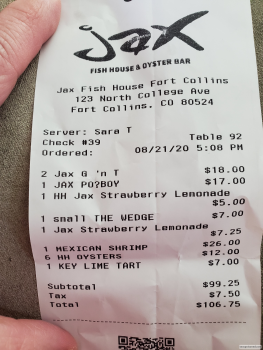 jax
FISH HOUSE & OYSTER BAR
Jax Fish House Fort Collins
123 North College Ave
Fort Collins, CO 80524
Server: Sara T
Table 92
Check #39
Ordered: 08/21/20 5:08 PM
2 Jax G 'n T $18.00
1 JAX PO?BOY $17.00
1 HH Jax Strawberry Lemonade
$5.00
1 small THE WEDGE $7.00
1 Jax Strawberry Lemonade
$7.25
1 MEXICAN SHRIMP $26.00
6 HH OYSTERS $12.00
1 KEY LIME TART $7.00
Subtotal $99.25
Tax $7.50
Total $106.75